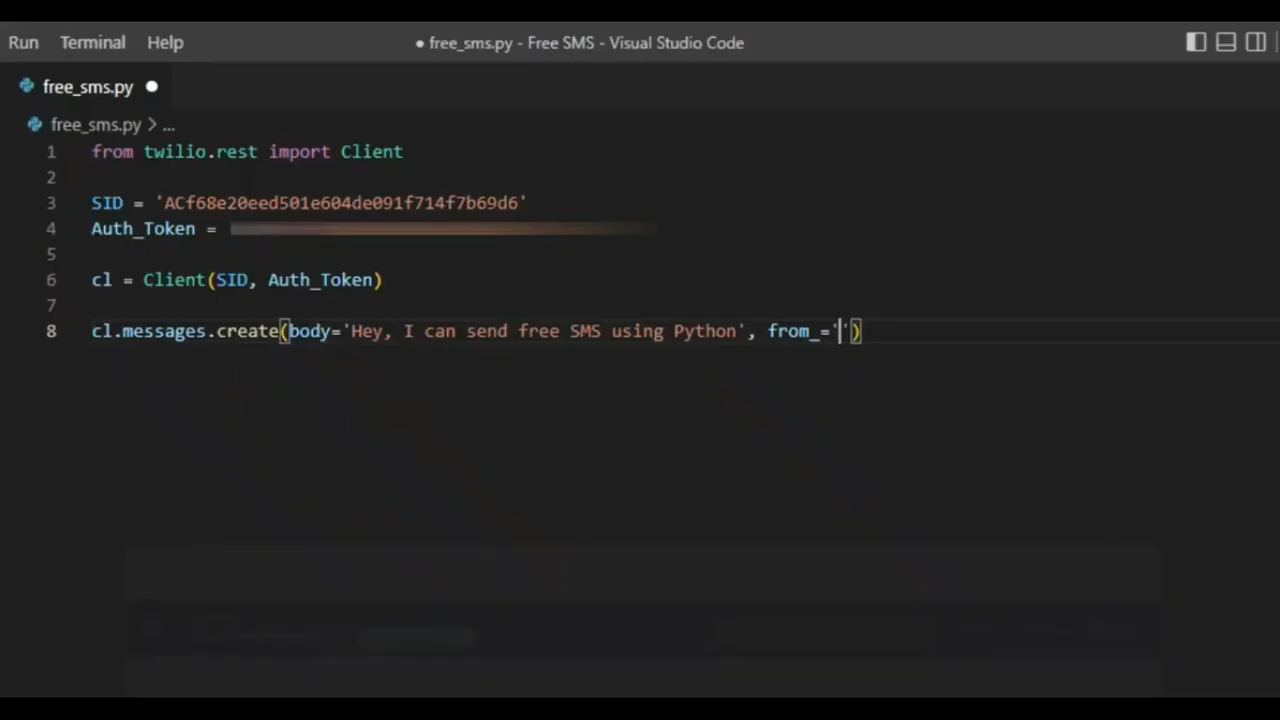 Run Terminal Help ● free_sms.py - Free SMS - Visual Studio Code
free_sms.py ●
free_sms.py > ...
1 from twilio.rest import Client
2
3 SID = 'ACf68e20eed501e604de091f714f7b69d6'
4 Auth_Token =
5
6 cl = Client(SID, Auth_Token)
7
8 cl.messages.create(body='Hey, I can send free SMS using Python', from_='')